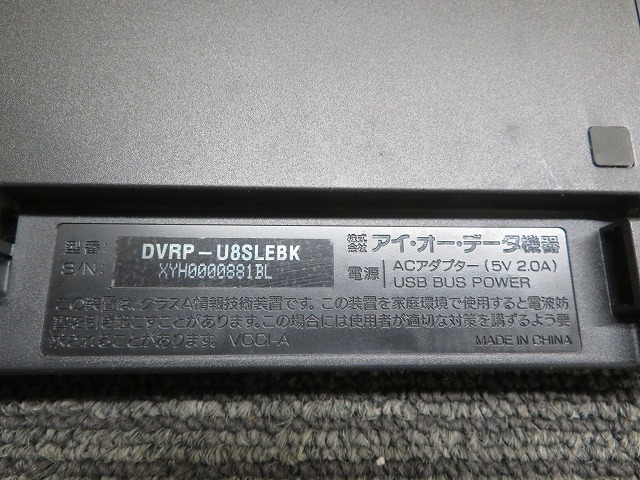 型番: DVRP-U8SLEBK
S/N: XYH0000881BL
株式会社 アイ・オー・データ機器
電源 ACアダプター (5V 2.0A)
USB BUS POWER
この装置は、クラスA情報技術装置です。この装置を家庭環境で使用すると電波妨
害を引き起こすことがあります。この場合には使用者が適切な対策を講ずるよう要
求されることがあります。 VCCI-A
MADE IN CHINA